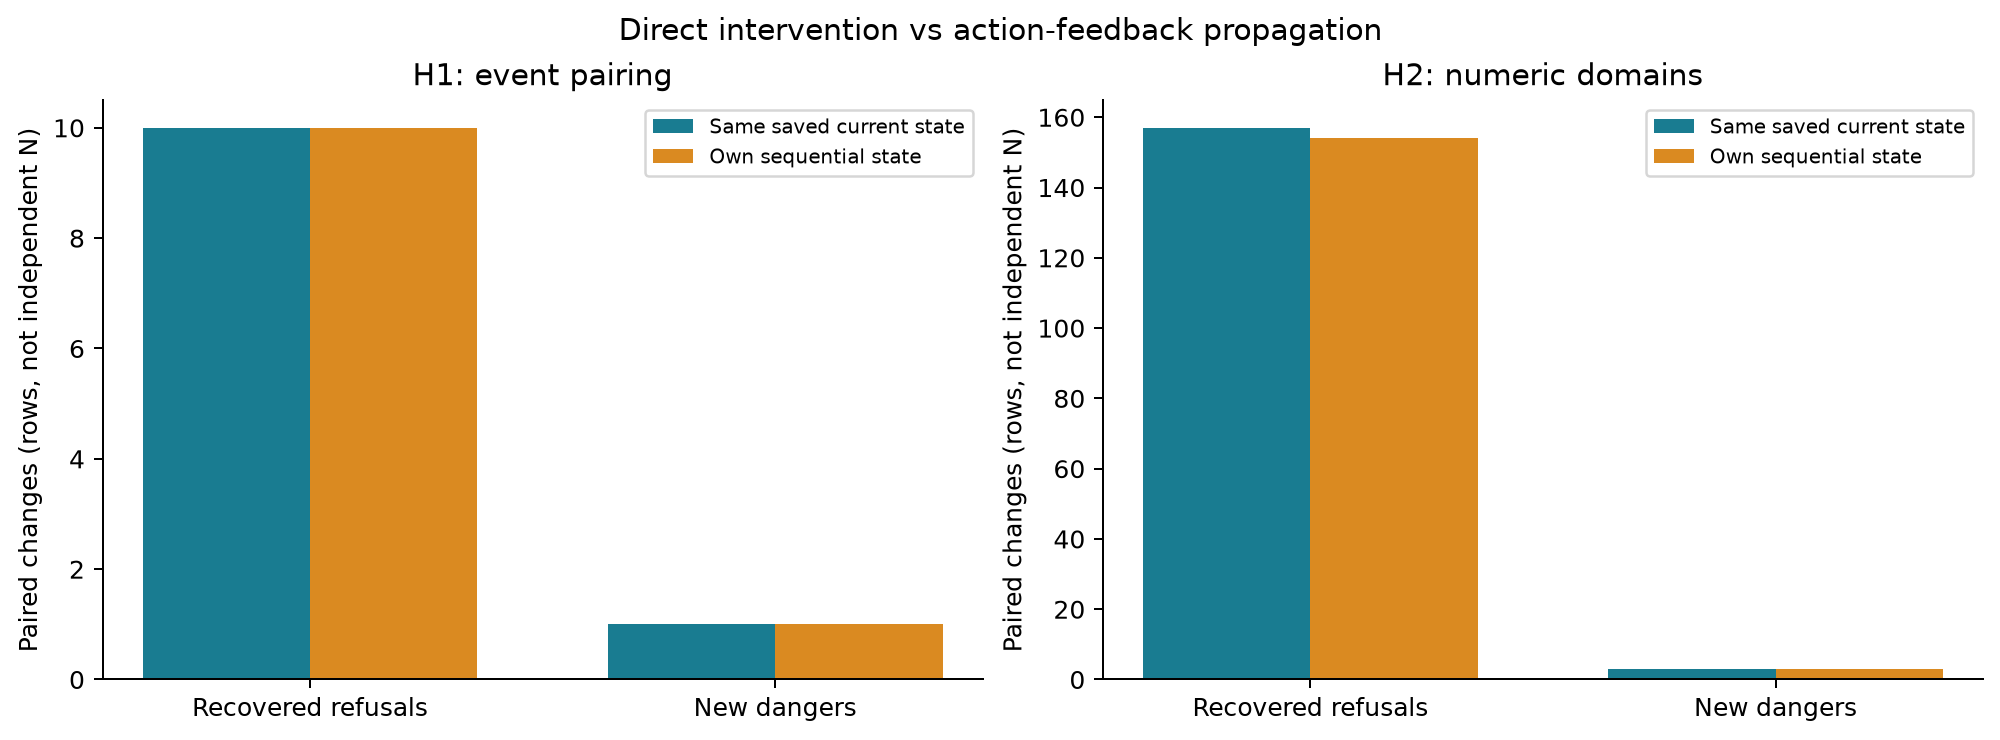 Direct intervention vs action-feedback propagation
H1: event pairing
Paired changes (rows, not independent N)
10
8
6
4
2
0
Same saved current state
Own sequential state
Recovered refusals
New dangers
H2: numeric domains
Paired changes (rows, not independent N)
160
140
120
100
80
60
40
20
0
Same saved current state
Own sequential state
Recovered refusals
New dangers